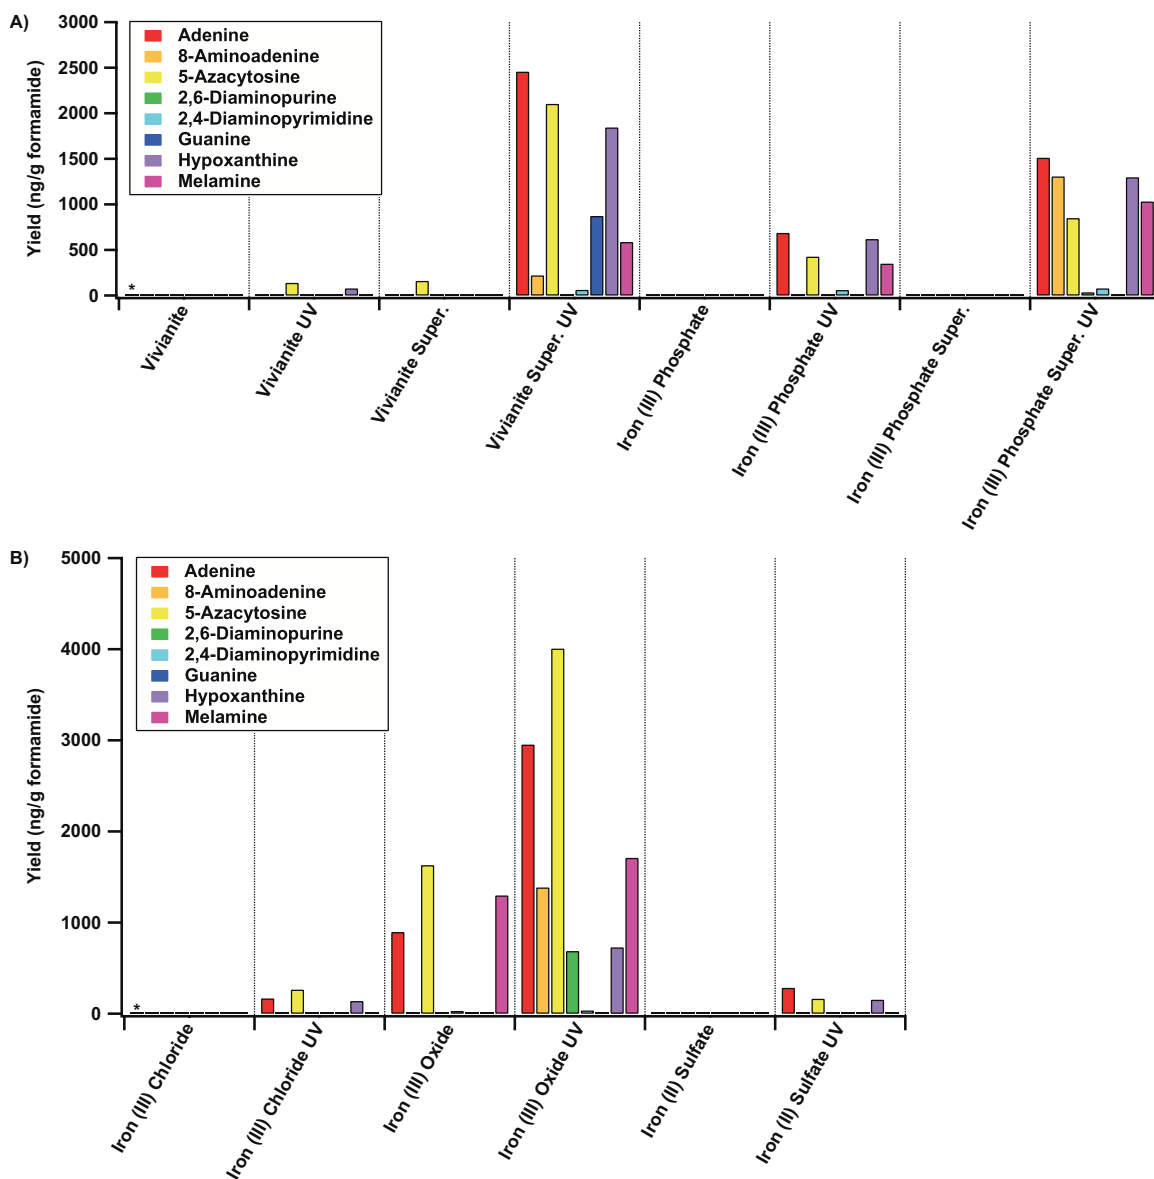 A)
3000
2500
2000
1500
1000
500
0
Yield (ng/g formamide)
Adenine
8-Aminoadenine
5-Azacytosine
2,6-Diaminopurine
2,4-Diaminopyrimidine
Guanine
Hypoxanthine
Melamine
*
Vivianite
Vivianite UV
Vivianite Super.
Vivianite Super. UV
Iron (III) Phosphate
Iron (III) Phosphate UV
Iron (III) Phosphate Super.
Iron (III) Phosphate Super. UV
B)
5000
4000
3000
2000
1000
0
Yield (ng/g formamide)
Adenine
8-Aminoadenine
5-Azacytosine
2,6-Diaminopurine
2,4-Diaminopyrimidine
Guanine
Hypoxanthine
Melamine
*
Iron (III) Chloride
Iron (III) Chloride UV
Iron (III) Oxide
Iron (III) Oxide UV
Iron (II) Sulfate
Iron (II) Sulfate UV